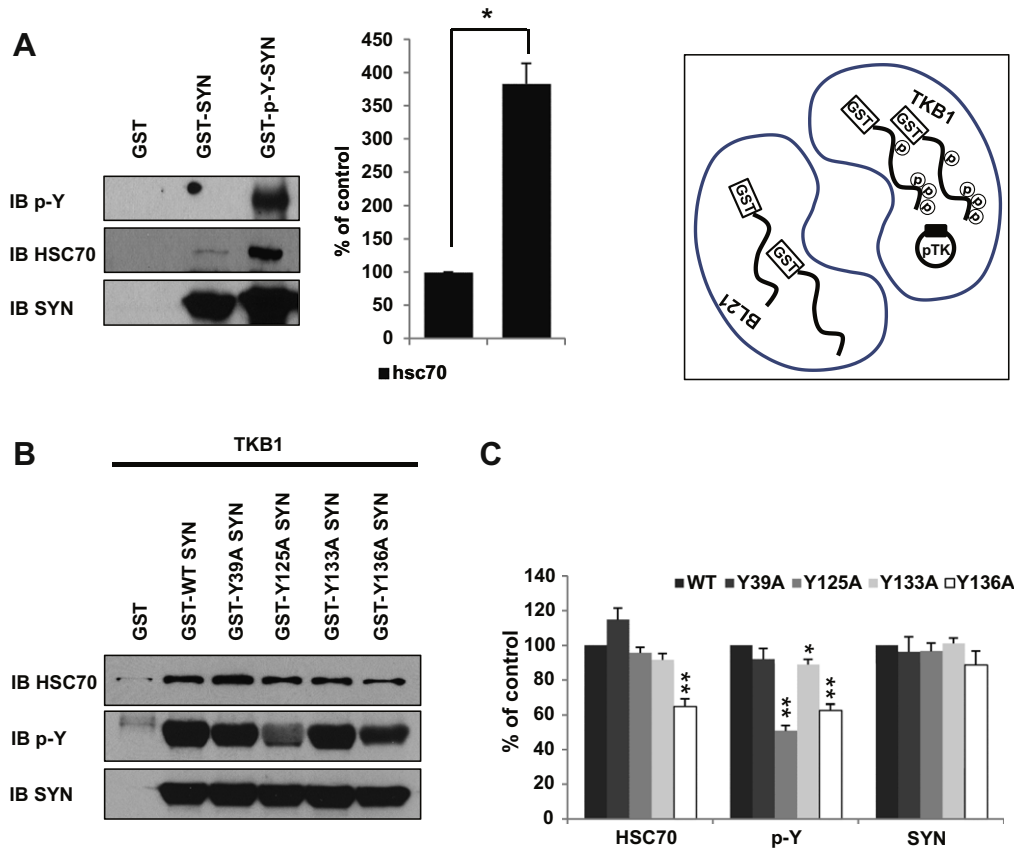 A
GST
GST-SYN
GST-p-Y-SYN
IB p-Y
IB HSC70
IB SYN
% of control
450
400
350
300
250
200
150
100
50
0
*
hsc70
GST
GST
TKB1
P
P
P
P
P
P
P
P
pTK
GST
GST
BL21
B
TKB1
GST
GST-WT SYN
GST-Y39A SYN
GST-Y125A SYN
GST-Y133A SYN
GST-Y136A SYN
IB HSC70
IB p-Y
IB SYN
C
% of control
140
120
100
80
60
40
20
0
WT Y39A Y125A Y133A Y136A
**
**
*
**
HSC70 p-Y SYN